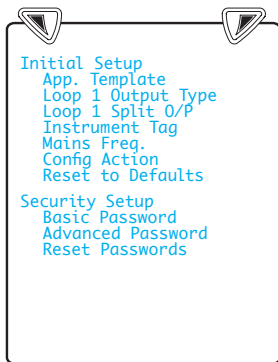 Initial Setup
App. Template
Loop 1 Output Type
Loop 1 Split O/P
Instrument Tag
Mains Freq.
Config Action
Reset to Defaults
Security Setup
Basic Password
Advanced Password
Reset Passwords